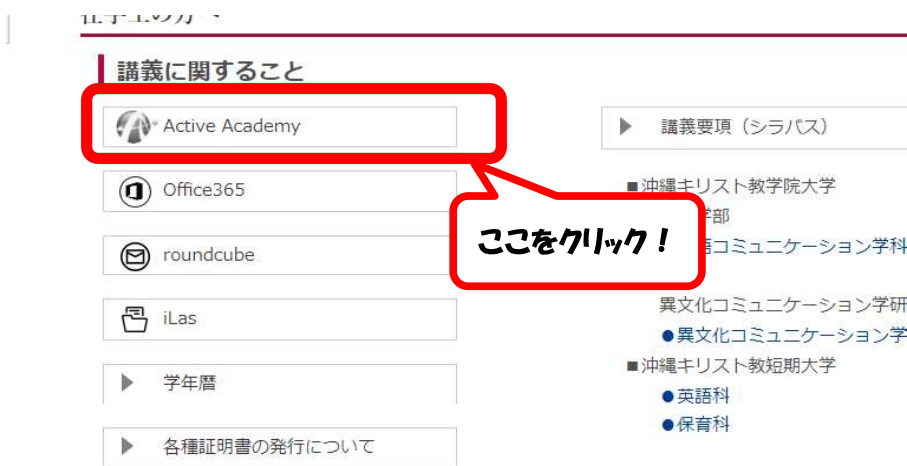 講義に関すること
Active Academy
Office365
roundcube
iLas
学年暦
各種証明書の発行について
ここをクリック！
講義要項（シラバス）
■沖縄キリスト教学院大学
学部
コミュニケーション学科
異文化コミュニケーション学研
●異文化コミュニケーション学
■沖縄キリスト教短期大学
●英語科
●保育科